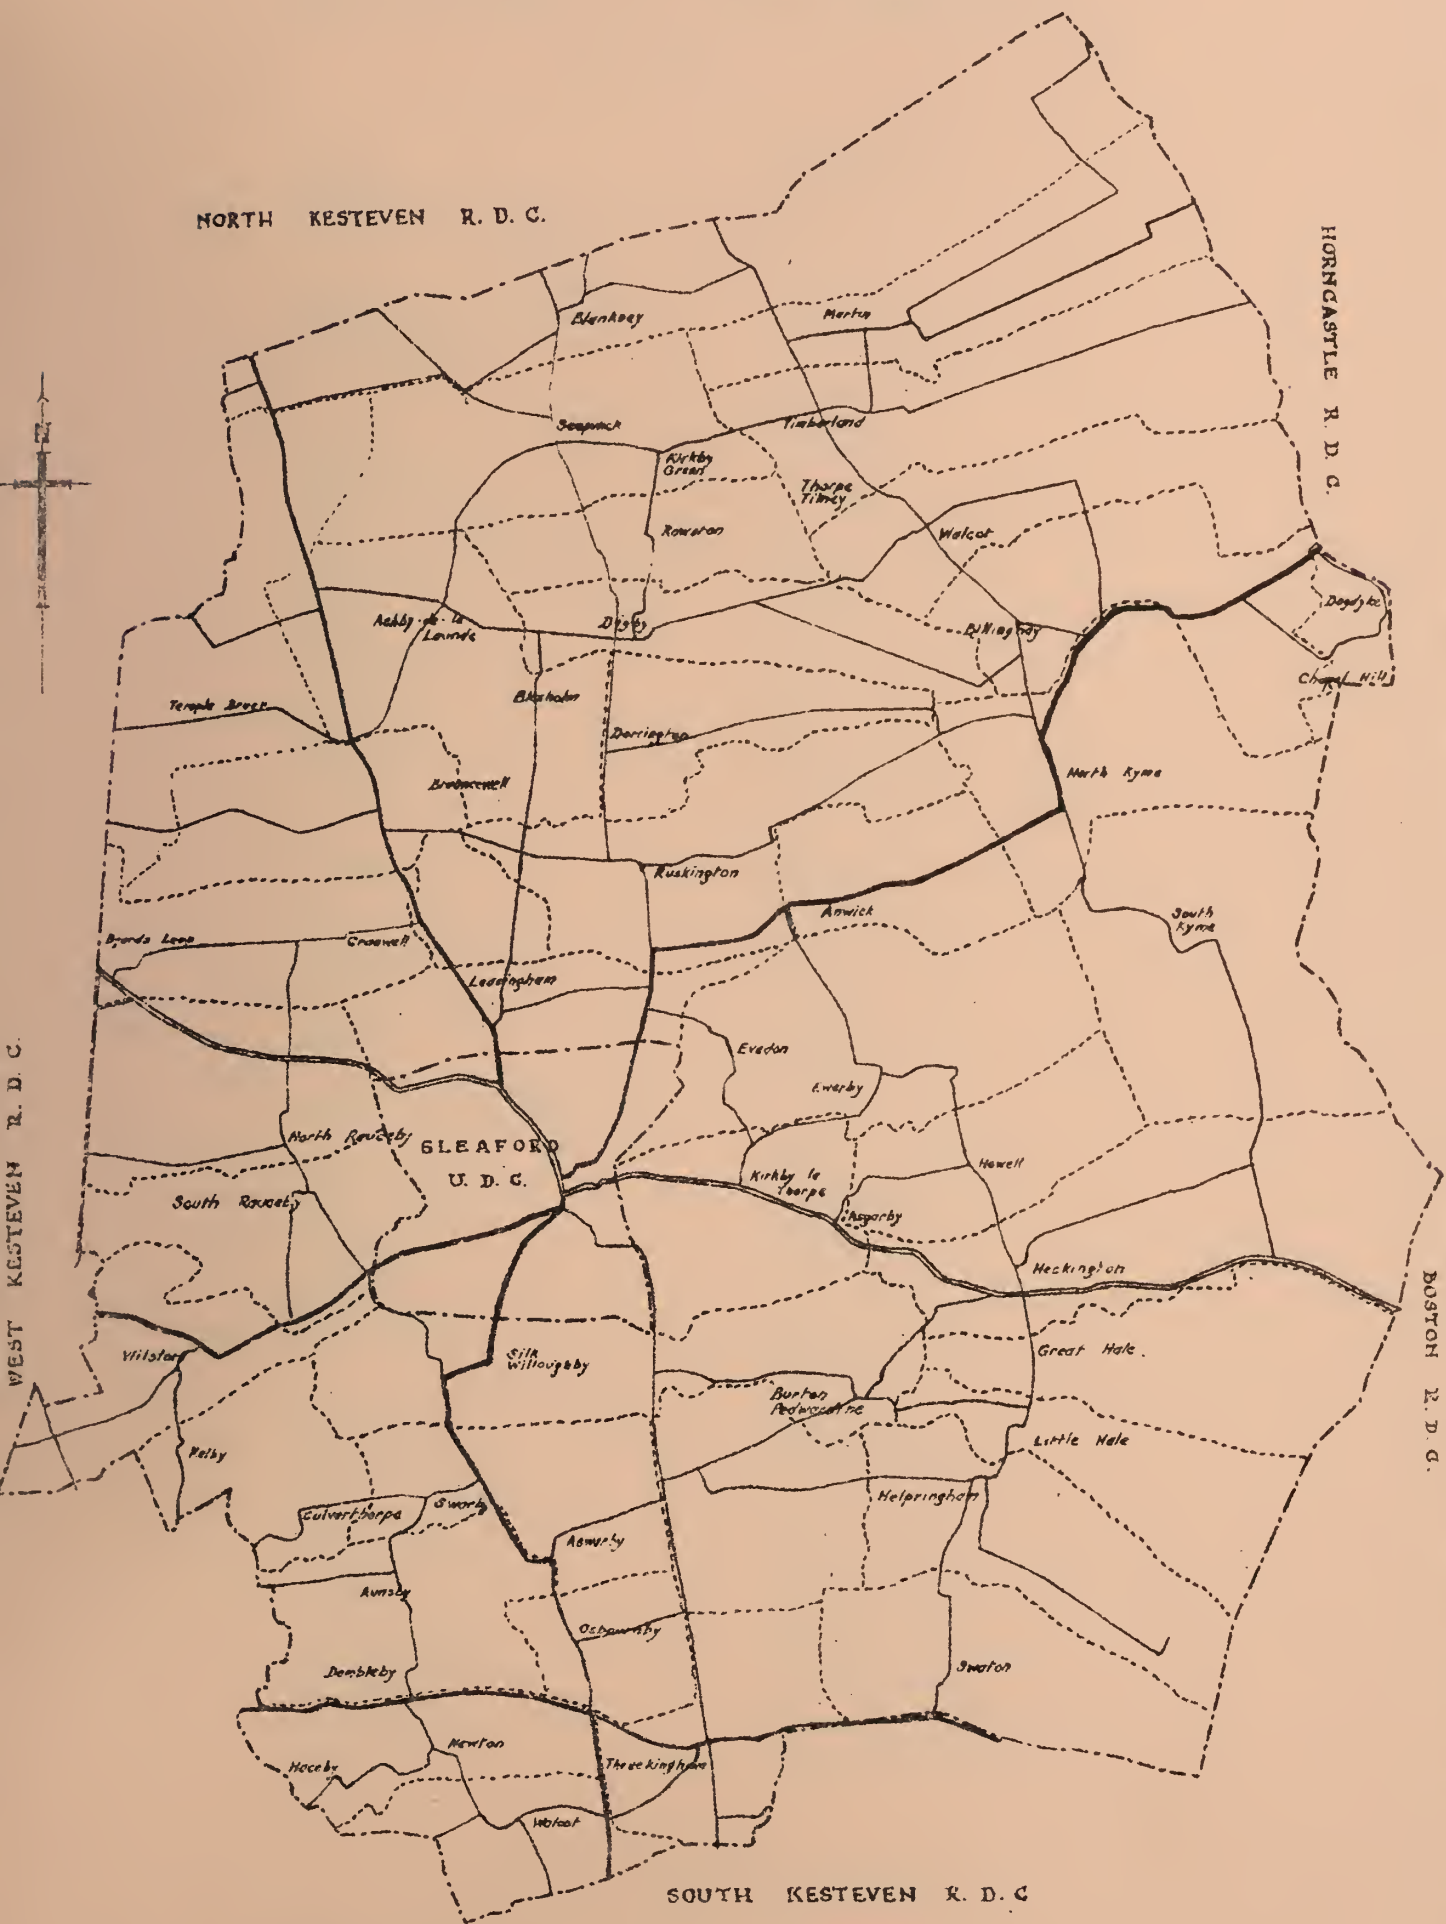 NORTH KESTEVEN R. D. C.
HORNCASTLE R. D. C.
Blankney
Martin
Scopwick
Timberland
Kirkby
Green
Thorpe
Tilney
Rowston
Walcot
Ashby-de-la
Launde
Digby
Billinghay
Dogdyke
Chapel Hill
Temple Bruer
Bloxholm
Dorrington
Brauncewell
North Kyme
Ruskington
Anwick
South
Kyme
Byards Leap
Cranwell
Leasingham
N
Evedon
Ewerby
North Rauceby
SLEAFORD
U. D. C.
Howell
Kirkby la
Thorpe
South Rauceby
Asgarby
Heckington
WEST KESTEVEN R. D. C.
BOSTON R. D. C.
Wilsford
Silk
Willoughby
Great Hale.
Burton
Pedwardine
Kelby
Little Hale
Culverthorpe
Swarby
Helpringham
Aswarby
Aunsby
Osbournby
Dembleby
Swaton
Newton
Haceby
Threekingham
Walcot
SOUTH KESTEVEN R. D. C